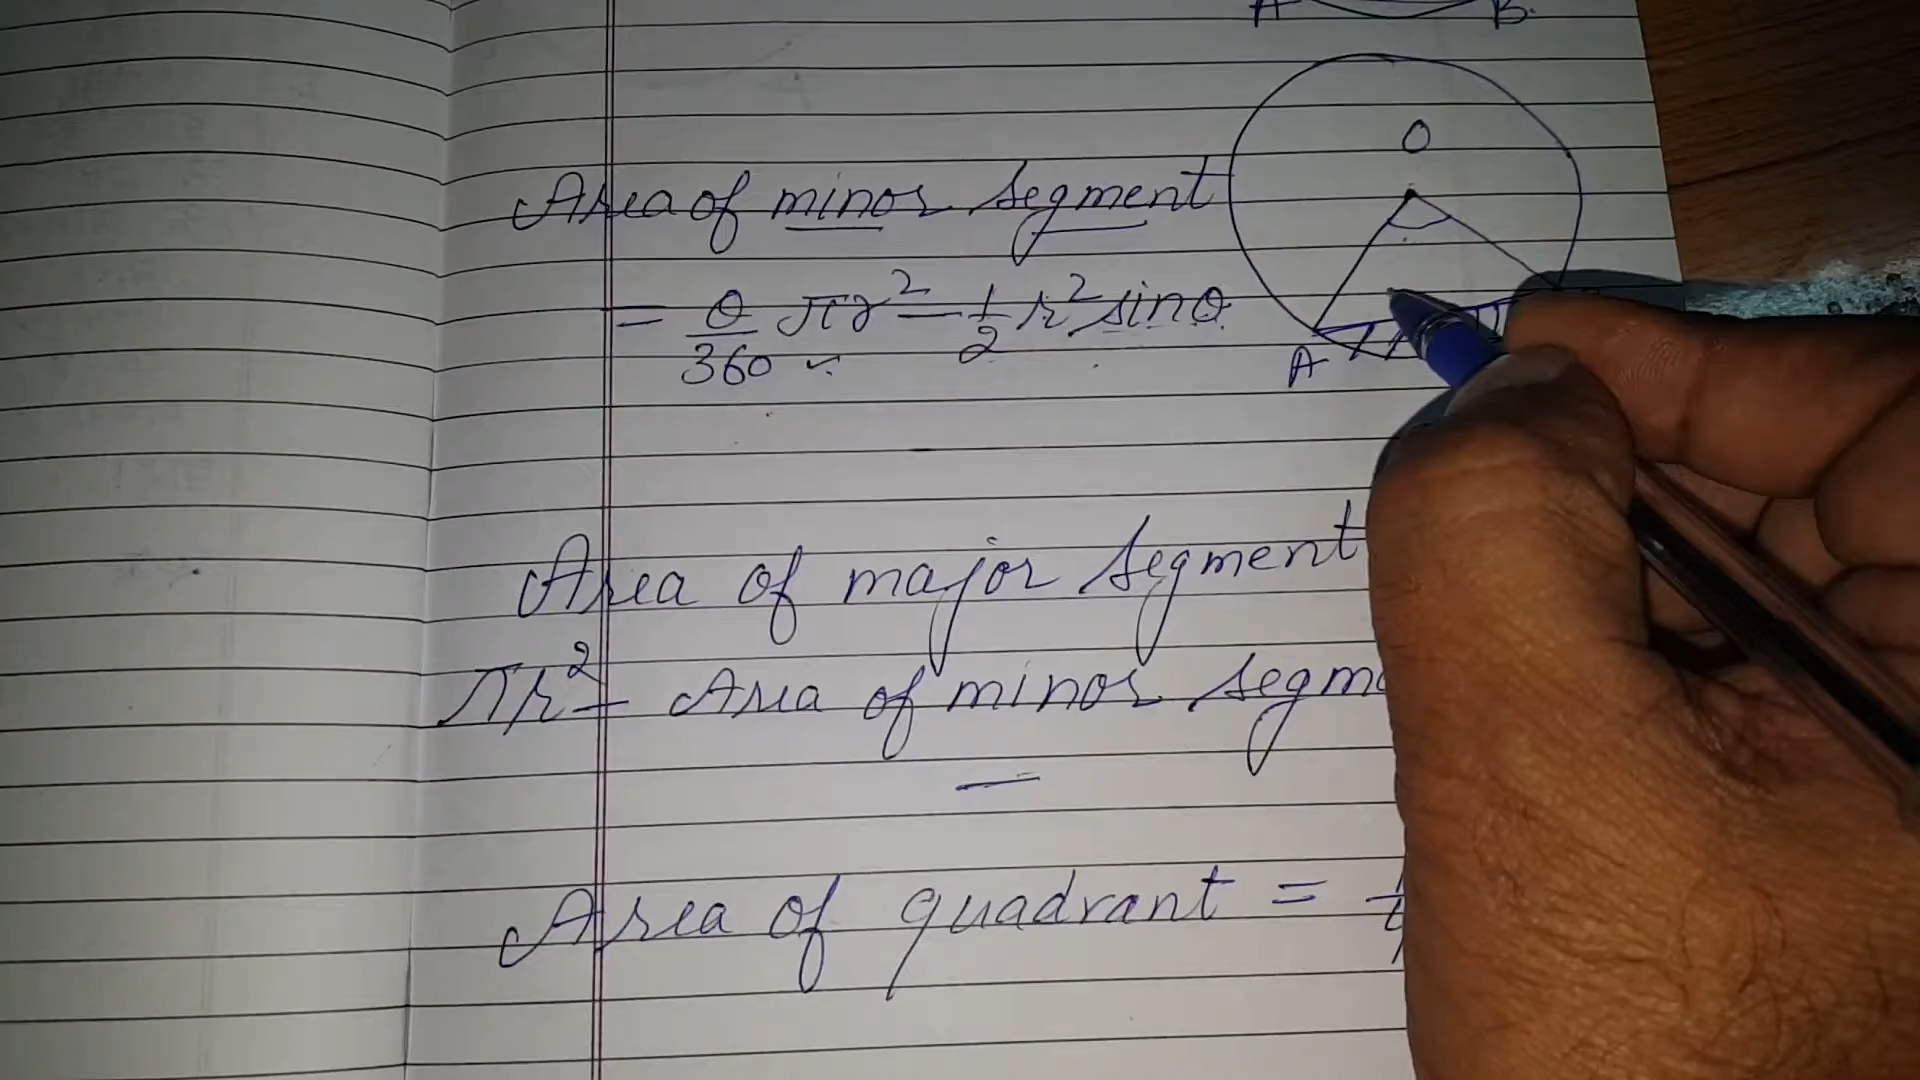 A B.
O
Area of minor segment
= θ/360 πr² - 1/2 r² sinθ
A
Area of major segment
πr² - Area of minor
Area of quadrant =